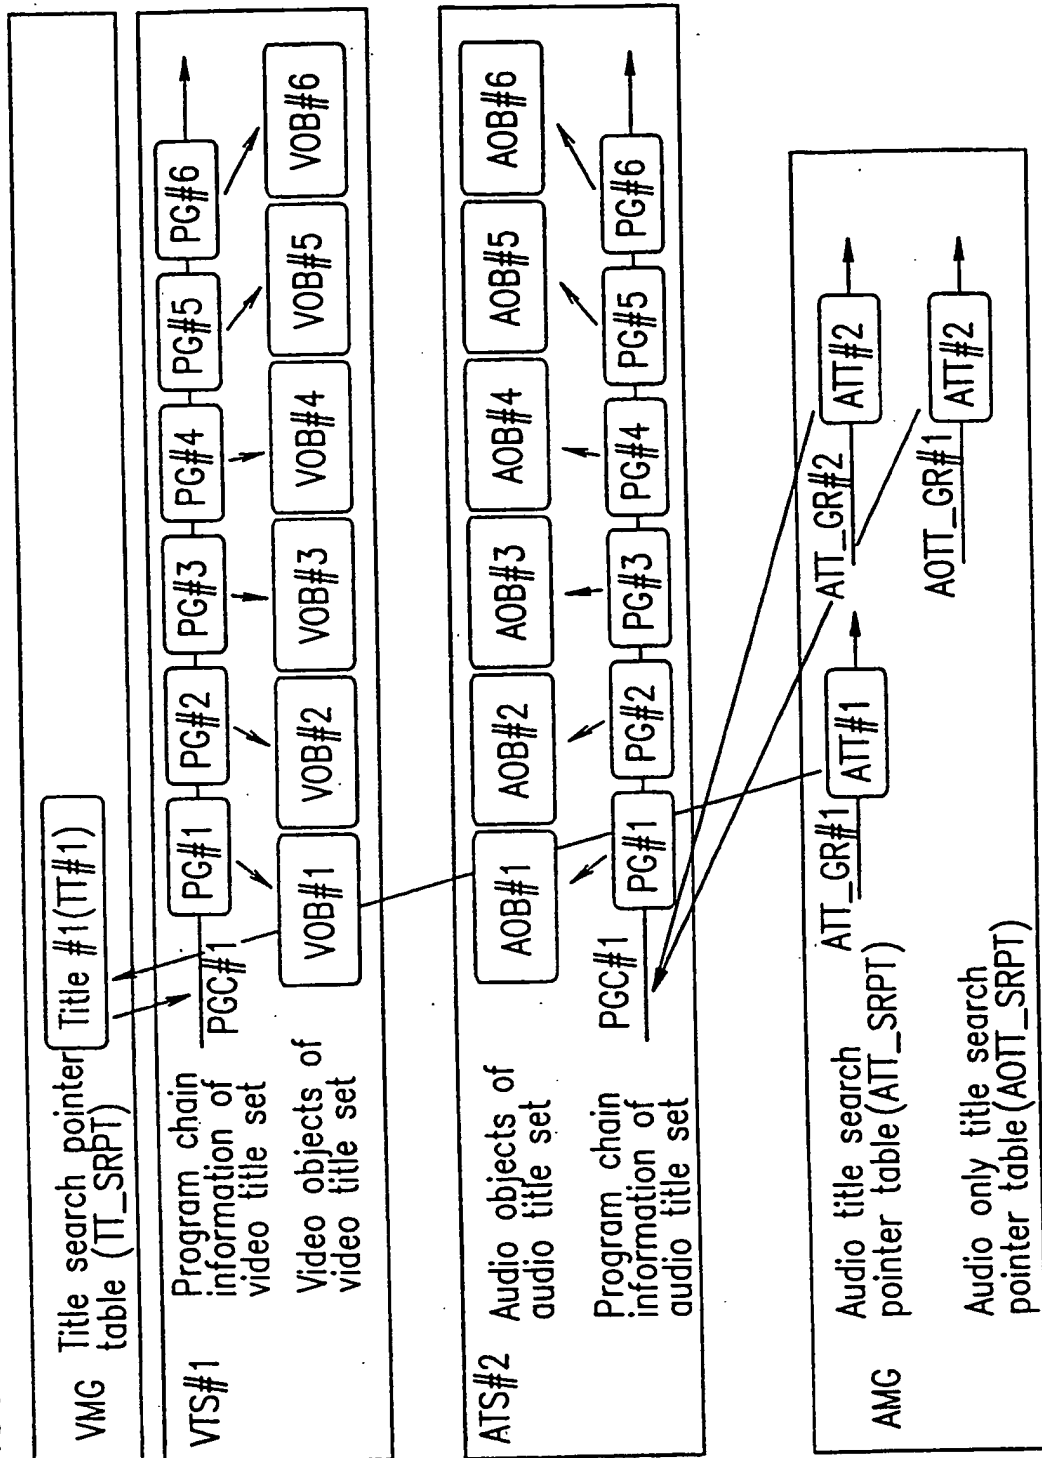 VMG
Title search pointer
table (TT_SRPT)
Title #1(TT#1)
VTS#1
Program chain
information of
video title set
PGC#1
PG#1
PG#2
PG#3
PG#4
PG#5
PG#6
Video objects of
video title set
VOB#1
VOB#2
VOB#3
VOB#4
VOB#5
VOB#6
ATS#2
Audio objects of
audio title set
AOB#1
AOB#2
AOB#3
AOB#4
AOB#5
AOB#6
Program chain
information of
audio title set
PGC#1
PG#1
PG#2
PG#3
PG#4
PG#5
PG#6
AMG
Audio title search
pointer table(ATT_SRPT)
ATT_GR#1
ATT#1
ATT_GR#2
ATT#2
Audio only title search
pointer table(AOTT_SRPT)
AOTT_GR#1
ATT#2